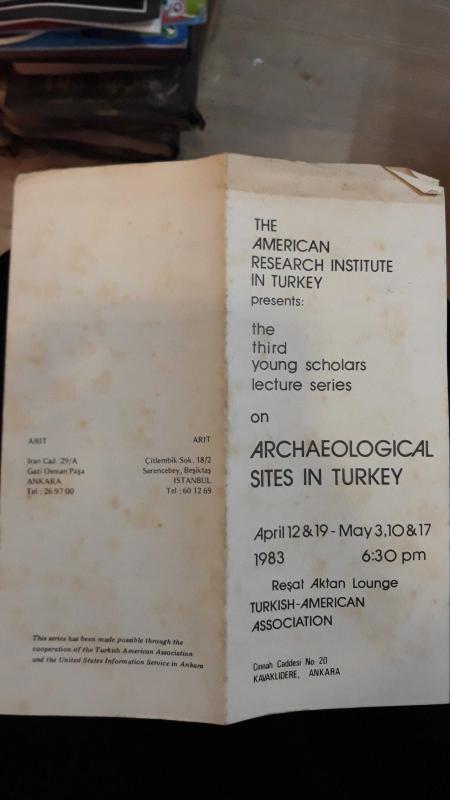 ARIT
Iran Cad. 29/A
Gazi Osman Paşa
ANKARA
Tel : 26 97 00
ARIT
Çitlembik Sok. 18/2
Serencebey, Beşiktaş
ISTANBUL
Tel : 60 12 69
This series has been made possible through the
cooperation of the Turkish American Association
and the United States Information Service in Ankara
THE
AMERICAN
RESEARCH INSTITUTE
IN TURKEY
presents:
the
third
young scholars
lecture series
on
ARCHAEOLOGICAL
SITES IN TURKEY
April 12 & 19 - May 3, 10 & 17
1983 6:30 pm
Reşat Aktan Lounge
TURKISH-AMERICAN
ASSOCIATION
Cinnah Caddesi No 20
KAVAKLIDERE, ANKARA